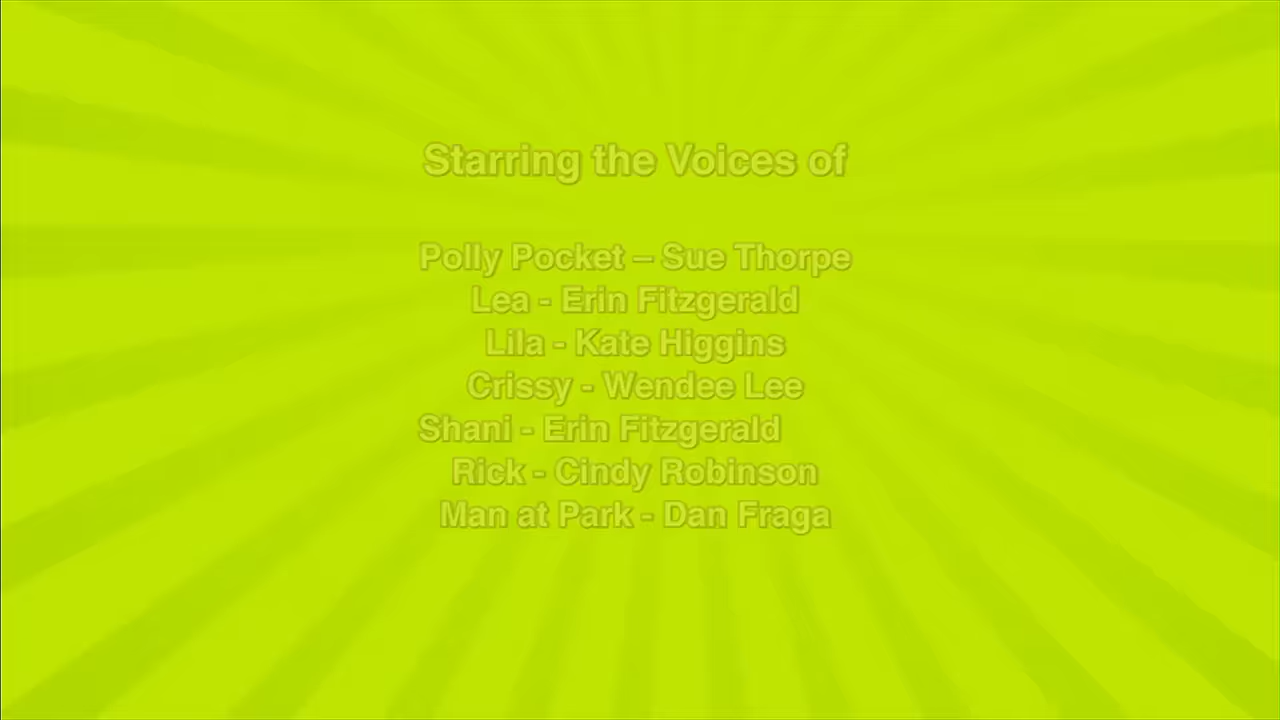 Starring the Voices of
Polly Pocket – Sue Thorpe
Lea - Erin Fitzgerald
Lila - Kate Higgins
Crissy - Wendee Lee
Shani - Erin Fitzgerald
Rick - Cindy Robinson
Man at Park - Dan Fraga